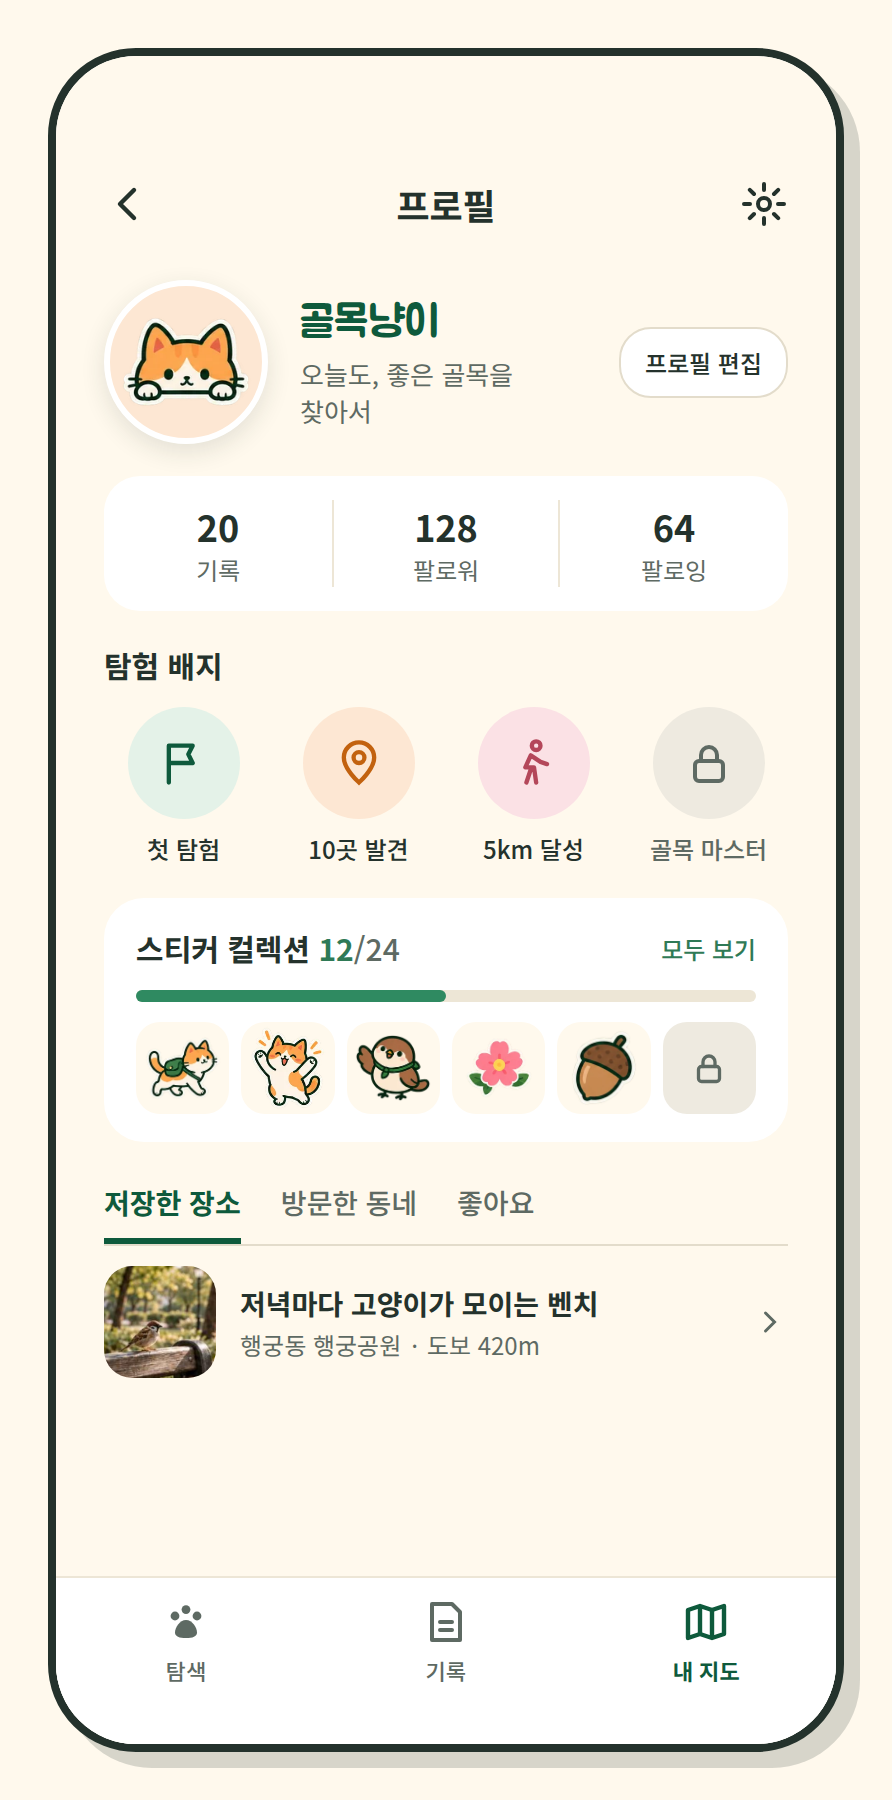 프로필
골목냥이
오늘도, 좋은 골목을
찾아서
프로필 편집
20
기록
128
팔로워
64
팔로잉
탐험 배지
첫 탐험
10곳 발견
5km 달성
골목 마스터
스티커 컬렉션 12/24
모두 보기
저장한 장소
방문한 동네
좋아요
저녁마다 고양이가 모이는 벤치
행궁동 행궁공원 · 도보 420m
탐색
기록
내 지도